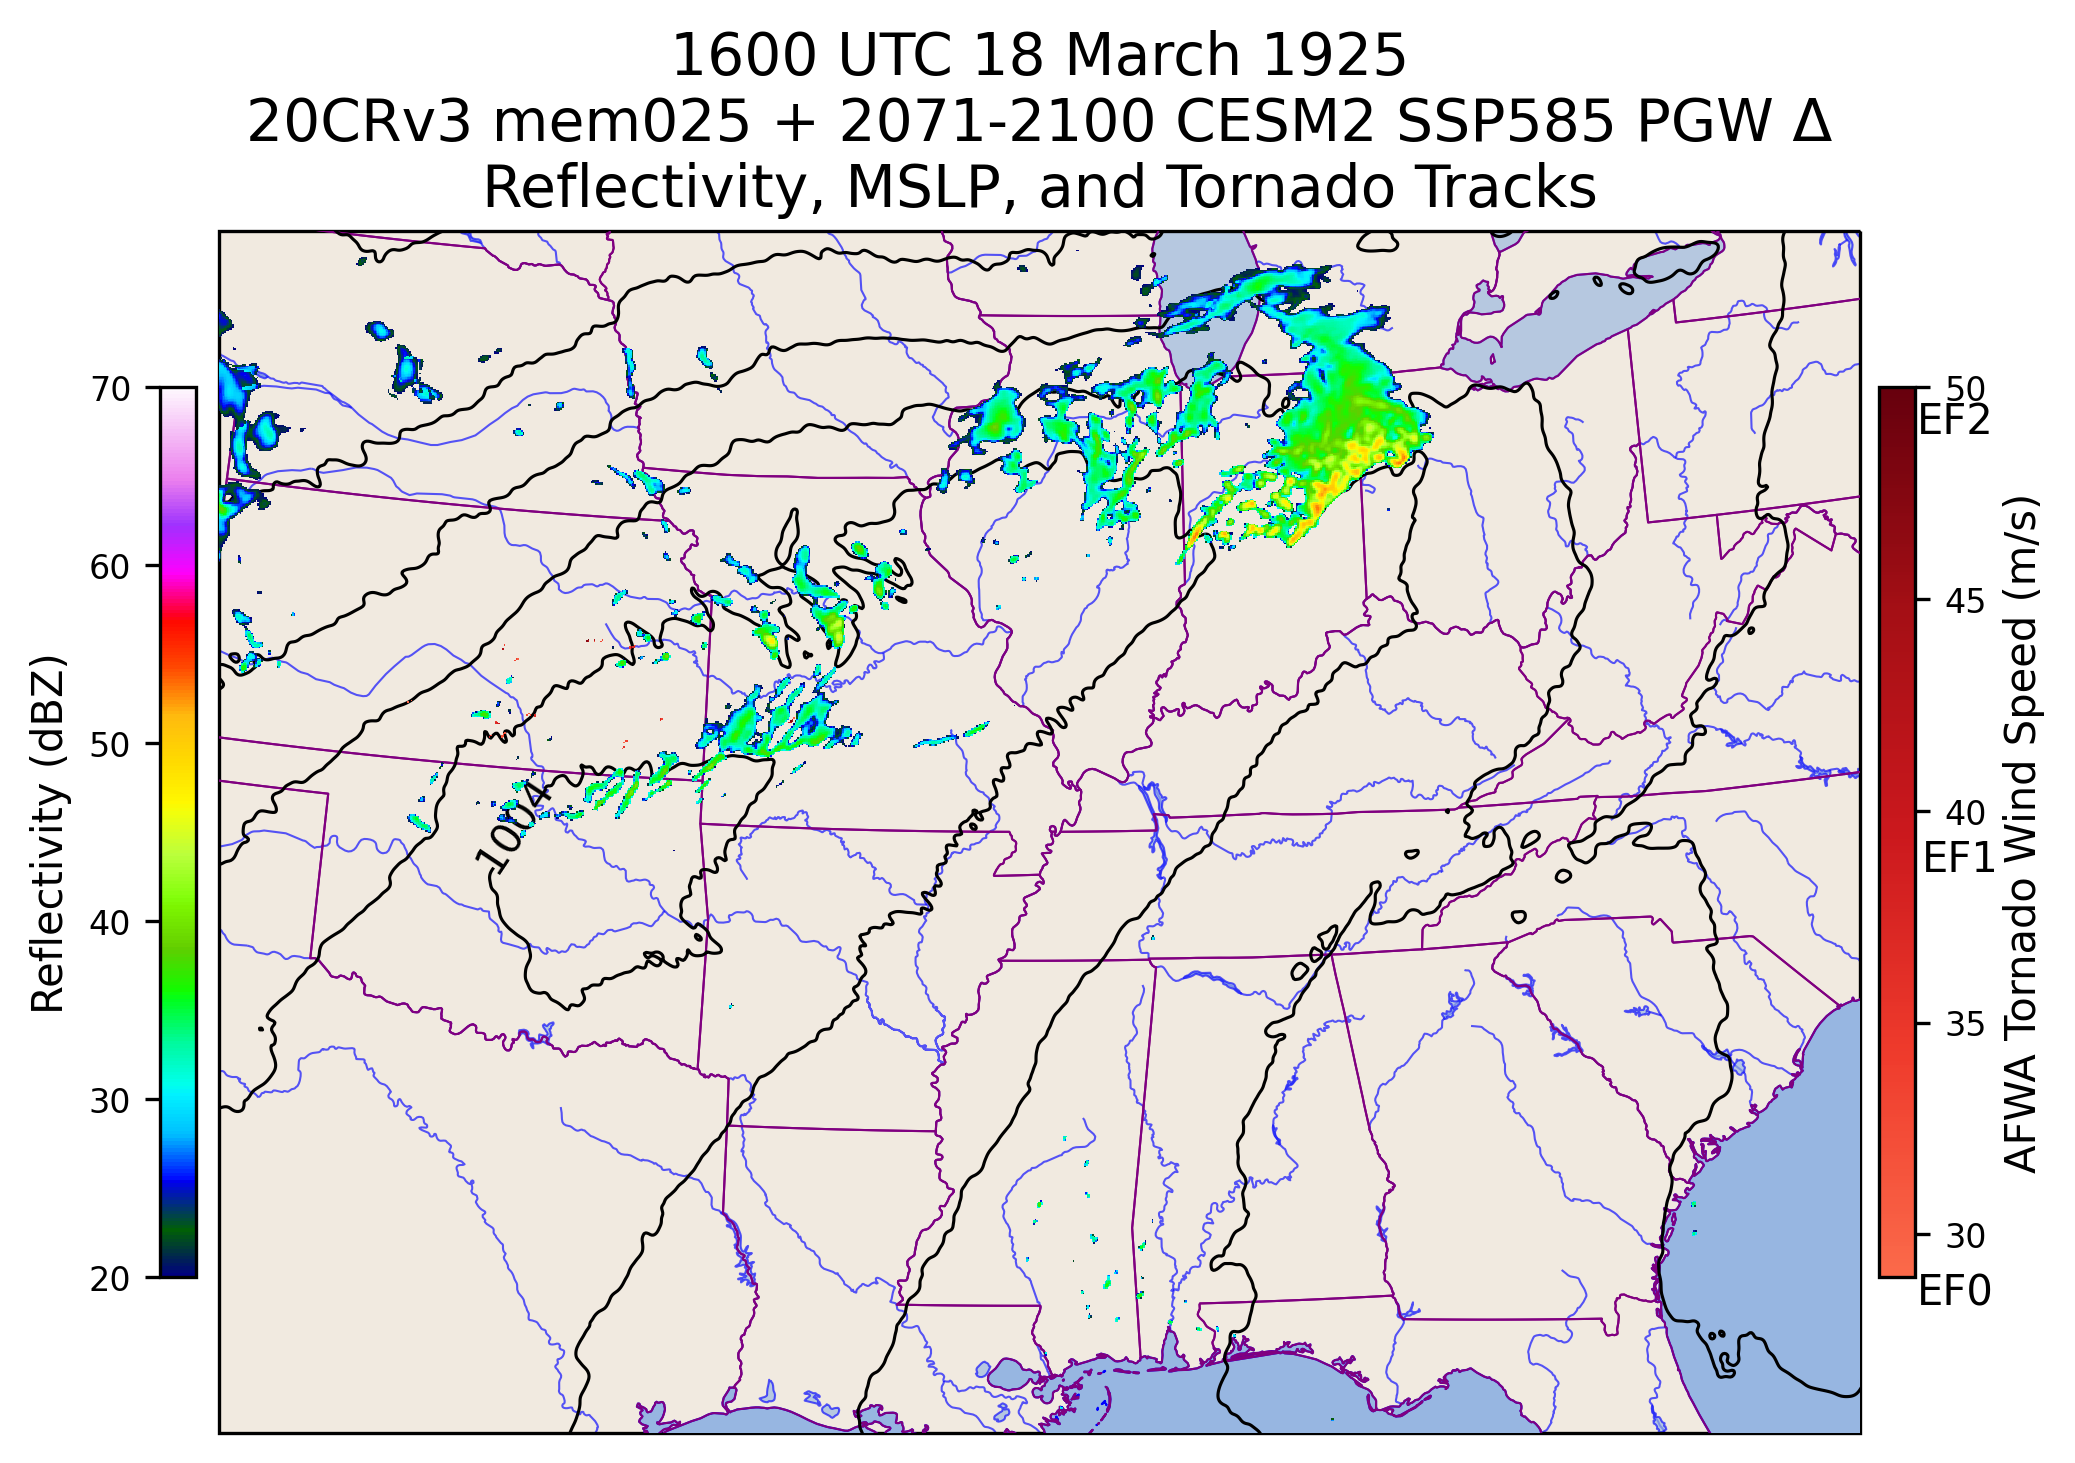 1600 UTC 18 March 1925
20CRv3 mem025 + 2071-2100 CESM2 SSP585 PGW Δ
Reflectivity, MSLP, and Tornado Tracks
70
60
50
40
30
20
Reflectivity (dBZ)
1004
50
EF2
45
40
EF1
35
30
EF0
AFWA Tornado Wind Speed (m/s)